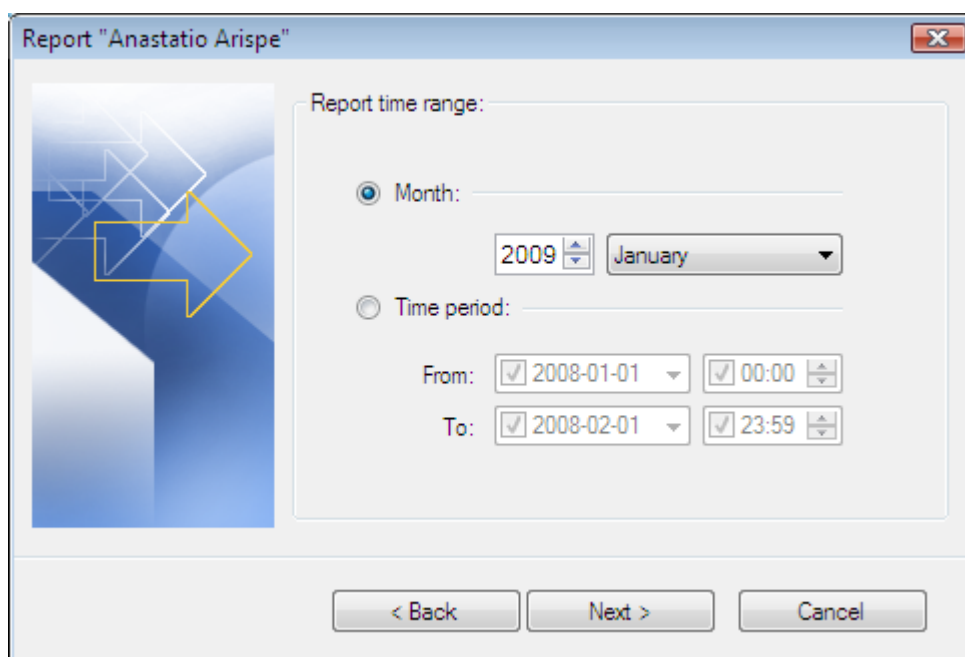 Report "Anastatio Arispe"
Report time range:
Month:
2009 January
Time period:
From: 2008-01-01 00:00
To: 2008-02-01 23:59
< Back Next > Cancel